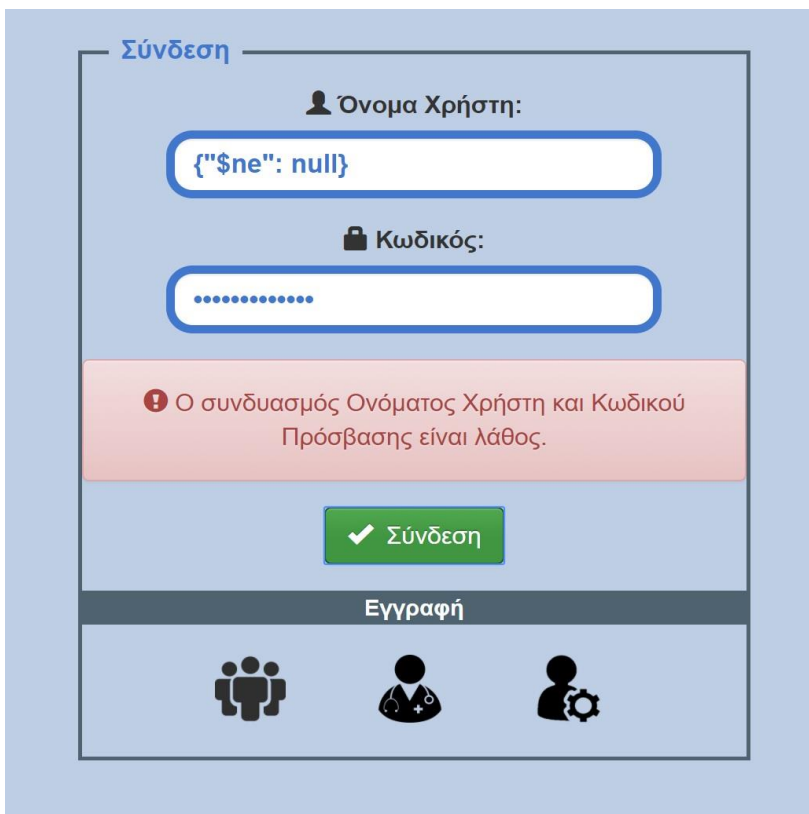 Σύνδεση
Όνομα Χρήστη:
{"$ne": null}
Κωδικός:
•••••••••••••
Ο συνδυασμός Ονόματος Χρήστη και Κωδικού
Πρόσβασης είναι λάθος.
Σύνδεση
Εγγραφή